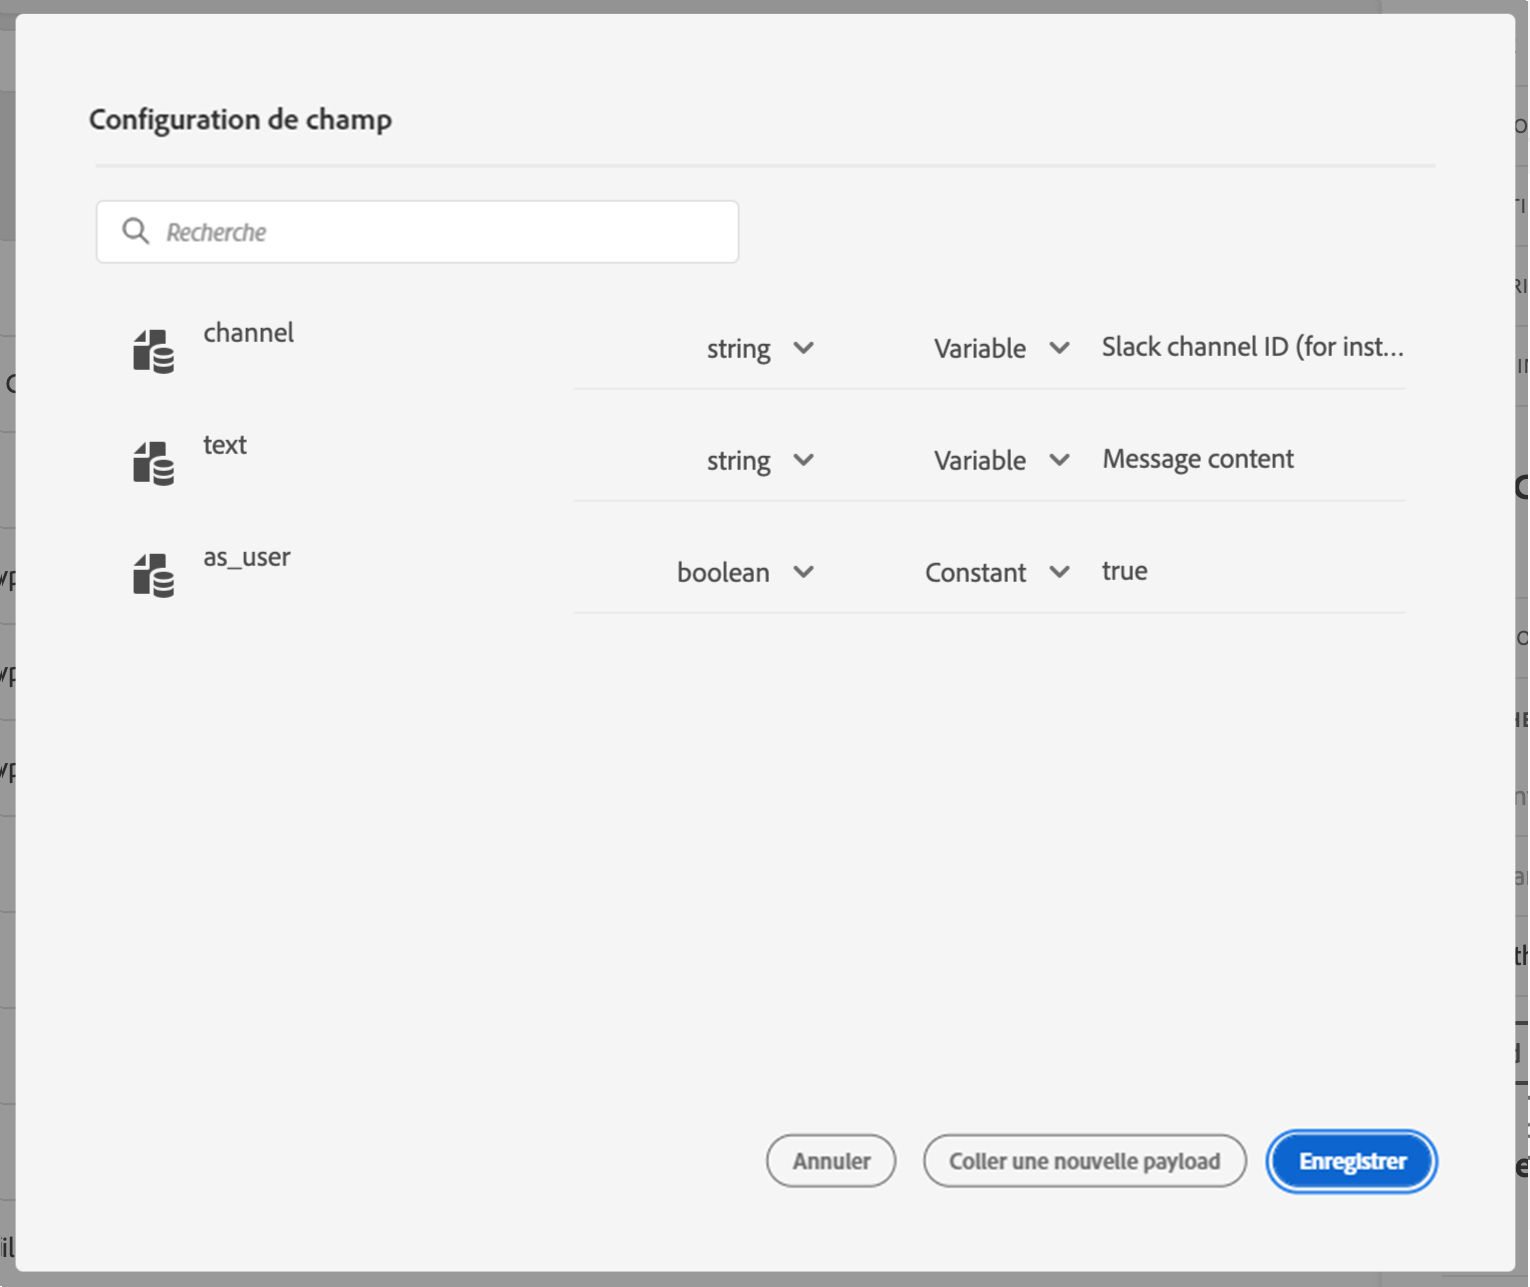 Configuration de champ
Recherche
channel string Variable Slack channel ID (for inst...
text string Variable Message content
as_user boolean Constant true
Annuler Coller une nouvelle payload Enregistrer